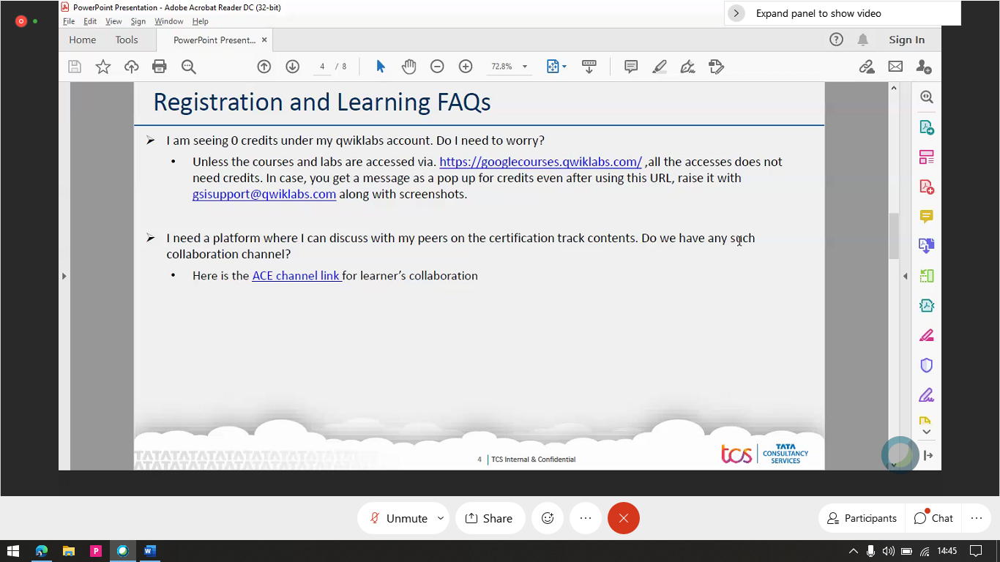 PowerPoint Presentation - Adobe Acrobat Reader DC (32-bit)
Expand panel to show video
File Edit View Sign Window Help
Home Tools PowerPoint Present... × Sign In
4 / 8 72.8%
Registration and Learning FAQs
➢ I am seeing 0 credits under my qwiklabs account. Do I need to worry?
• Unless the courses and labs are accessed via. https://googlecourses.qwiklabs.com/ ,all the accesses does not
need credits. In case, you get a message as a pop up for credits even after using this URL, raise it with
gsisupport@qwiklabs.com along with screenshots.
➢ I need a platform where I can discuss with my peers on the certification track contents. Do we have any such
collaboration channel?
• Here is the ACE channel link for learner’s collaboration
TATATATATATATATATATATA
4 | TCS Internal & Confidential
tcs | TATA
CONSULTANCY
SERVICES
Unmute Share Participants Chat
14:45